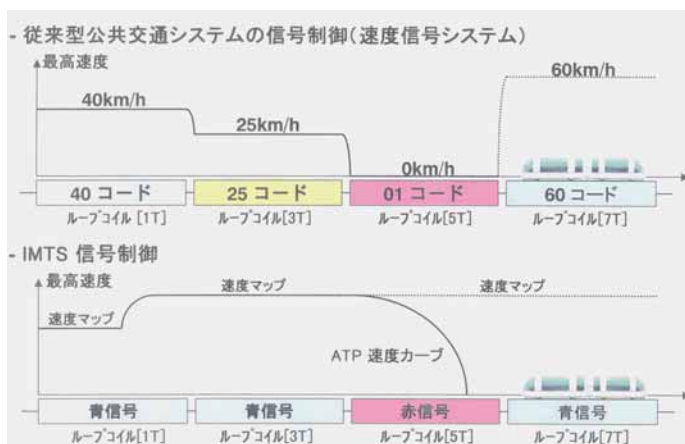 - 従来型公共交通システムの信号制御(速度信号システム)
最高速度
40km/h
25km/h
0km/h
60km/h
40 コード
25 コード
01 コード
60 コード
ループコイル [1T]
ループコイル[3T]
ループコイル[5T]
ループコイル[7T]
- IMTS 信号制御
最高速度
速度マップ
速度マップ
速度マップ
ATP 速度カーブ
青信号
青信号
赤信号
青信号
ループコイル[1T]
ループコイル[3T]
ループコイル[5T]
ループコイル[7T]